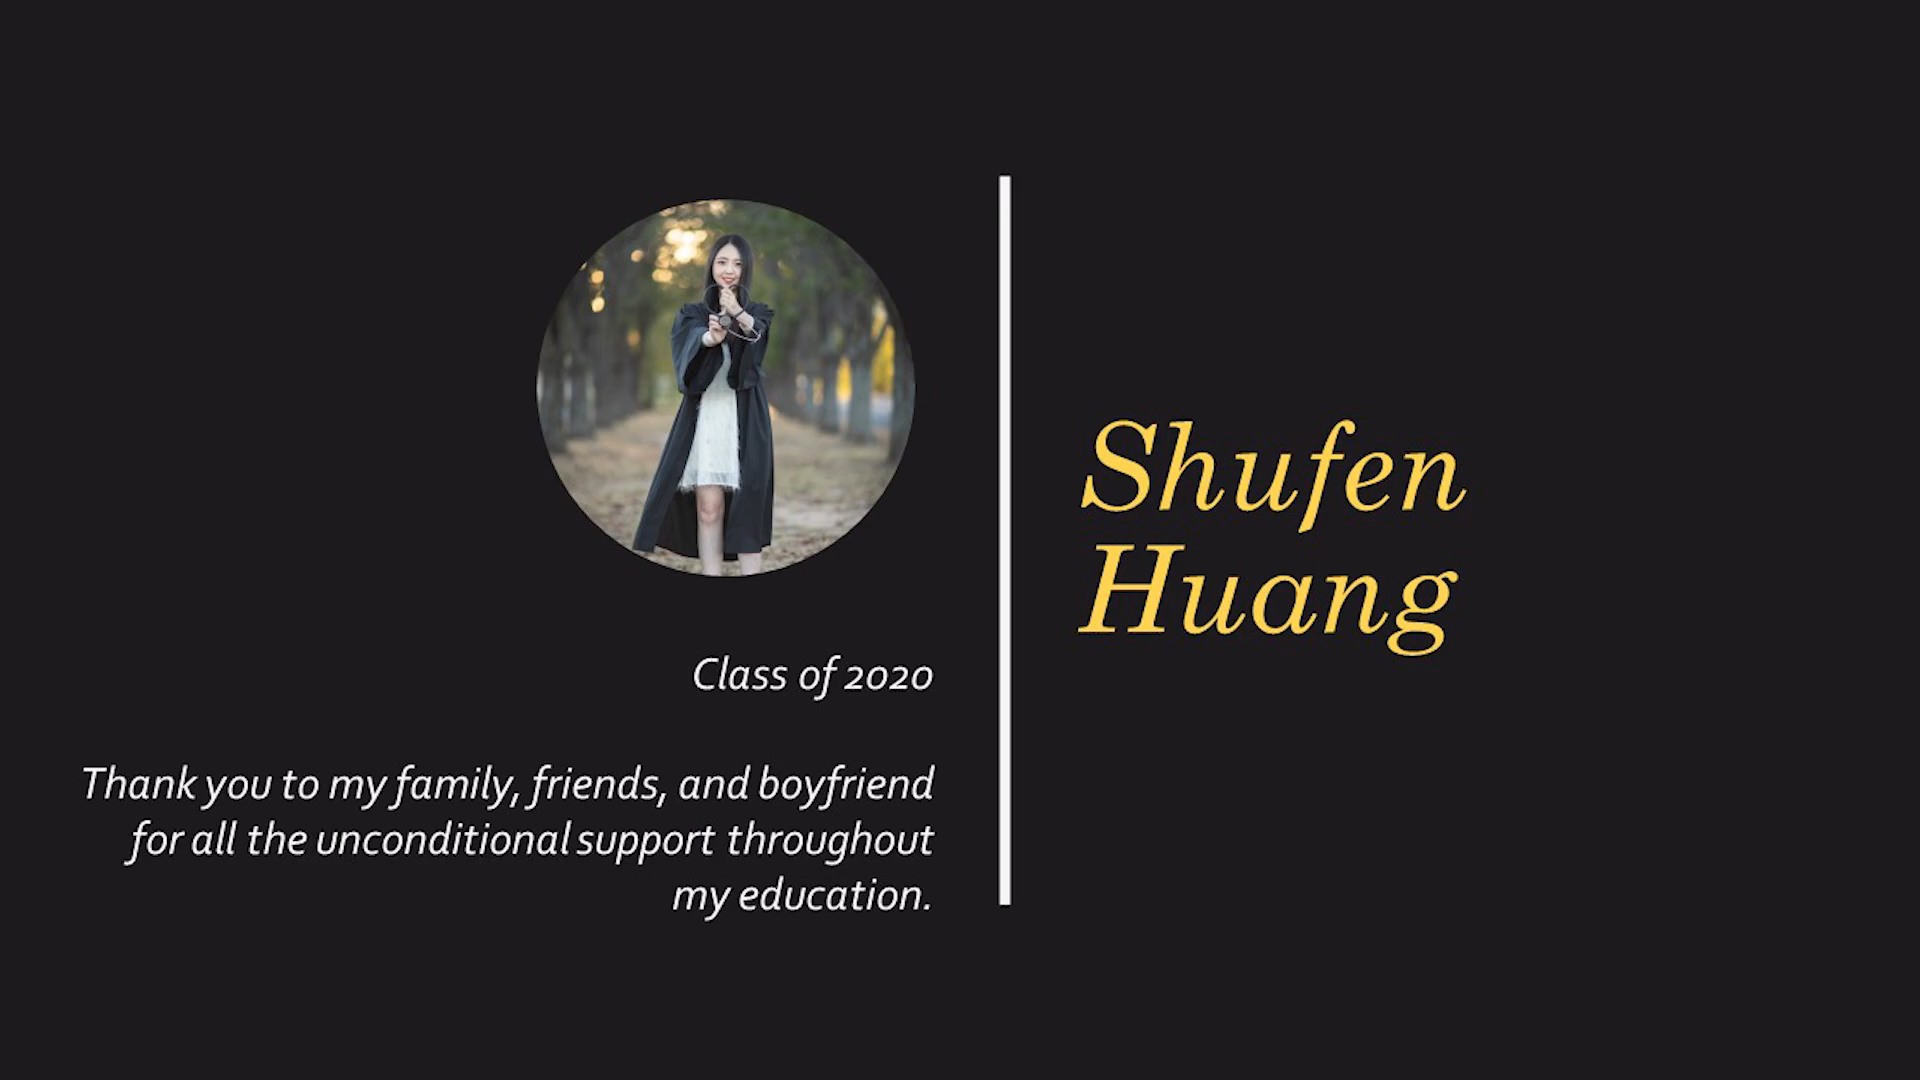 Class of 2020
Thank you to my family, friends, and boyfriend
for all the unconditional support throughout
my education.
Shufen
Huang